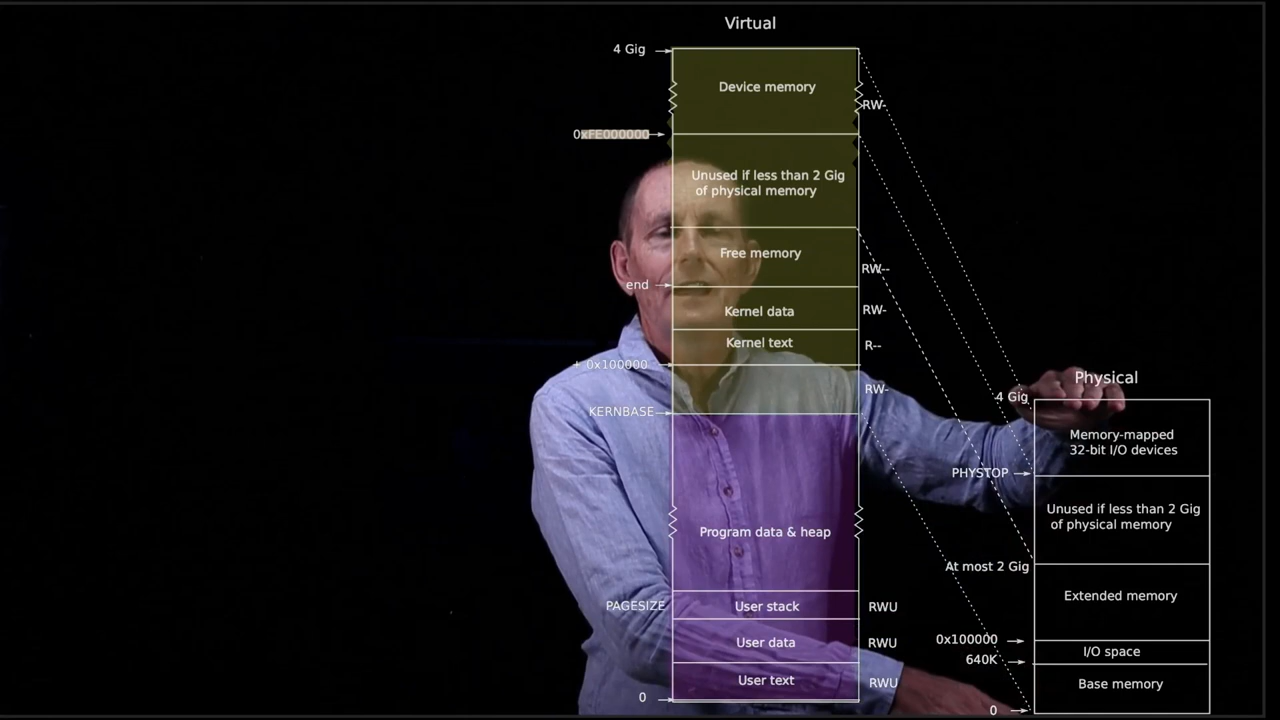 Virtual
4 Gig
Device memory
RW-
0xFE000000
Unused if less than 2 Gig
of physical memory
Free memory
RW--
end
Kernel data
RW-
Kernel text
R--
+ 0x100000
RW-
KERNBASE
Program data & heap
PAGESIZE
User stack
RWU
User data
RWU
User text
RWU
0
Physical
4 Gig
Memory-mapped
32-bit I/O devices
PHYSTOP
Unused if less than 2 Gig
of physical memory
At most 2 Gig
Extended memory
0x100000
I/O space
640K
Base memory
0